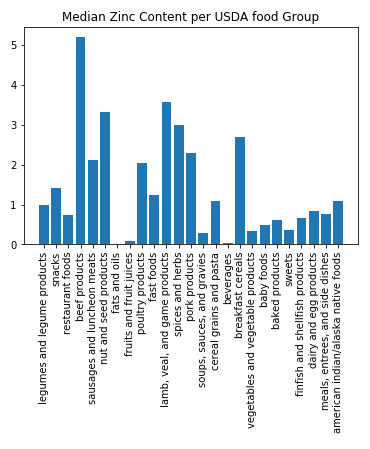 Median Zinc Content per USDA food Group
5
4
3
2
1
0
legumes and legume products
snacks
restaurant foods
beef products
sausages and luncheon meats
nut and seed products
fats and oils
fruits and fruit juices
poultry products
fast foods
lamb, veal, and game products
spices and herbs
pork products
soups, sauces, and gravies
cereal grains and pasta
beverages
breakfast cereals
vegetables and vegetable products
baby foods
baked products
sweets
finfish and shellfish products
dairy and egg products
meals, entrees, and side dishes
american indian/alaska native foods